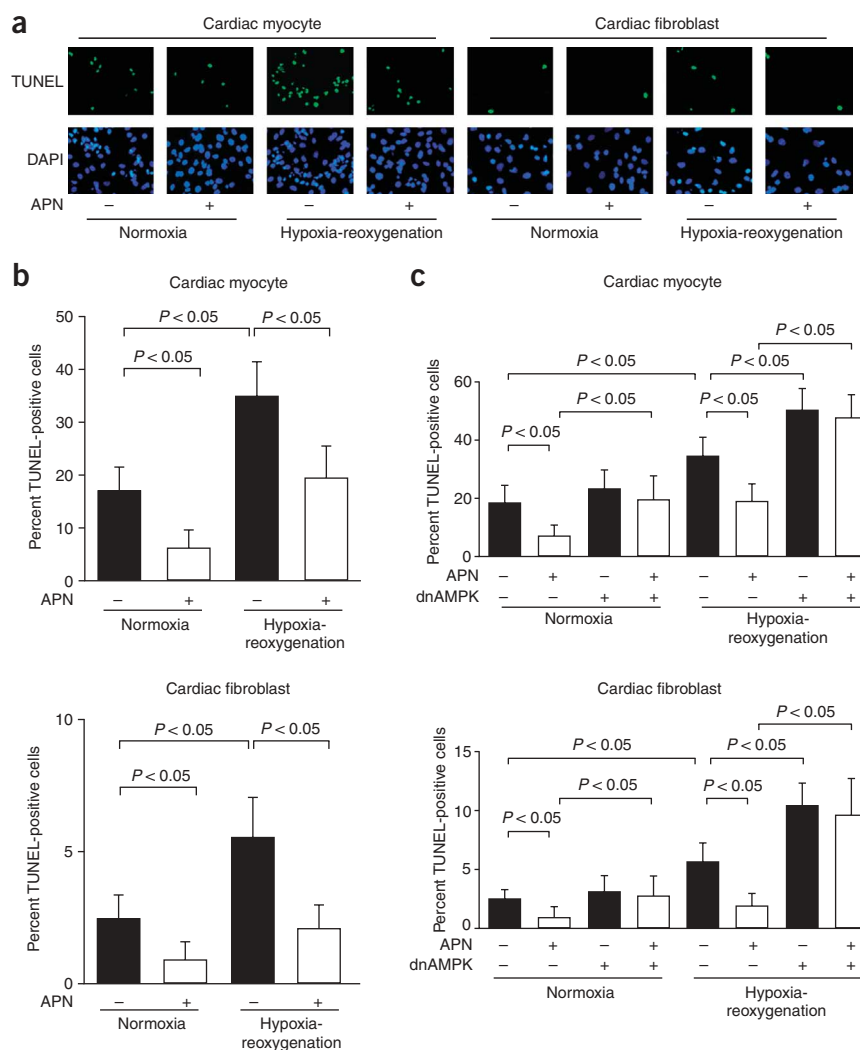 a
Cardiac myocyte Cardiac fibroblast
TUNEL
DAPI
APN – + – + – + – +
Normoxia Hypoxia-reoxygenation Normoxia Hypoxia-reoxygenation
b
Cardiac myocyte
Percent TUNEL-positive cells
50
40
30
20
10
0
P < 0.05 P < 0.05
P < 0.05
APN – + – +
Normoxia Hypoxia-
reoxygenation
Cardiac fibroblast
Percent TUNEL-positive cells
10
5
0
P < 0.05 P < 0.05
P < 0.05
APN – + – +
Normoxia Hypoxia-
reoxygenation
c
Cardiac myocyte
Percent TUNEL-positive cells
60
40
20
0
P < 0.05
P < 0.05 P < 0.05
P < 0.05 P < 0.05
P < 0.05
APN – + – + – + – +
dnAMPK – – + + – – + +
Normoxia Hypoxia-
reoxygenation
Cardiac fibroblast
Percent TUNEL-positive cells
15
10
5
0
P < 0.05
P < 0.05 P < 0.05
P < 0.05 P < 0.05
P < 0.05
APN – + – + – + – +
dnAMPK – – + + – – + +
Normoxia Hypoxia-
reoxygenation